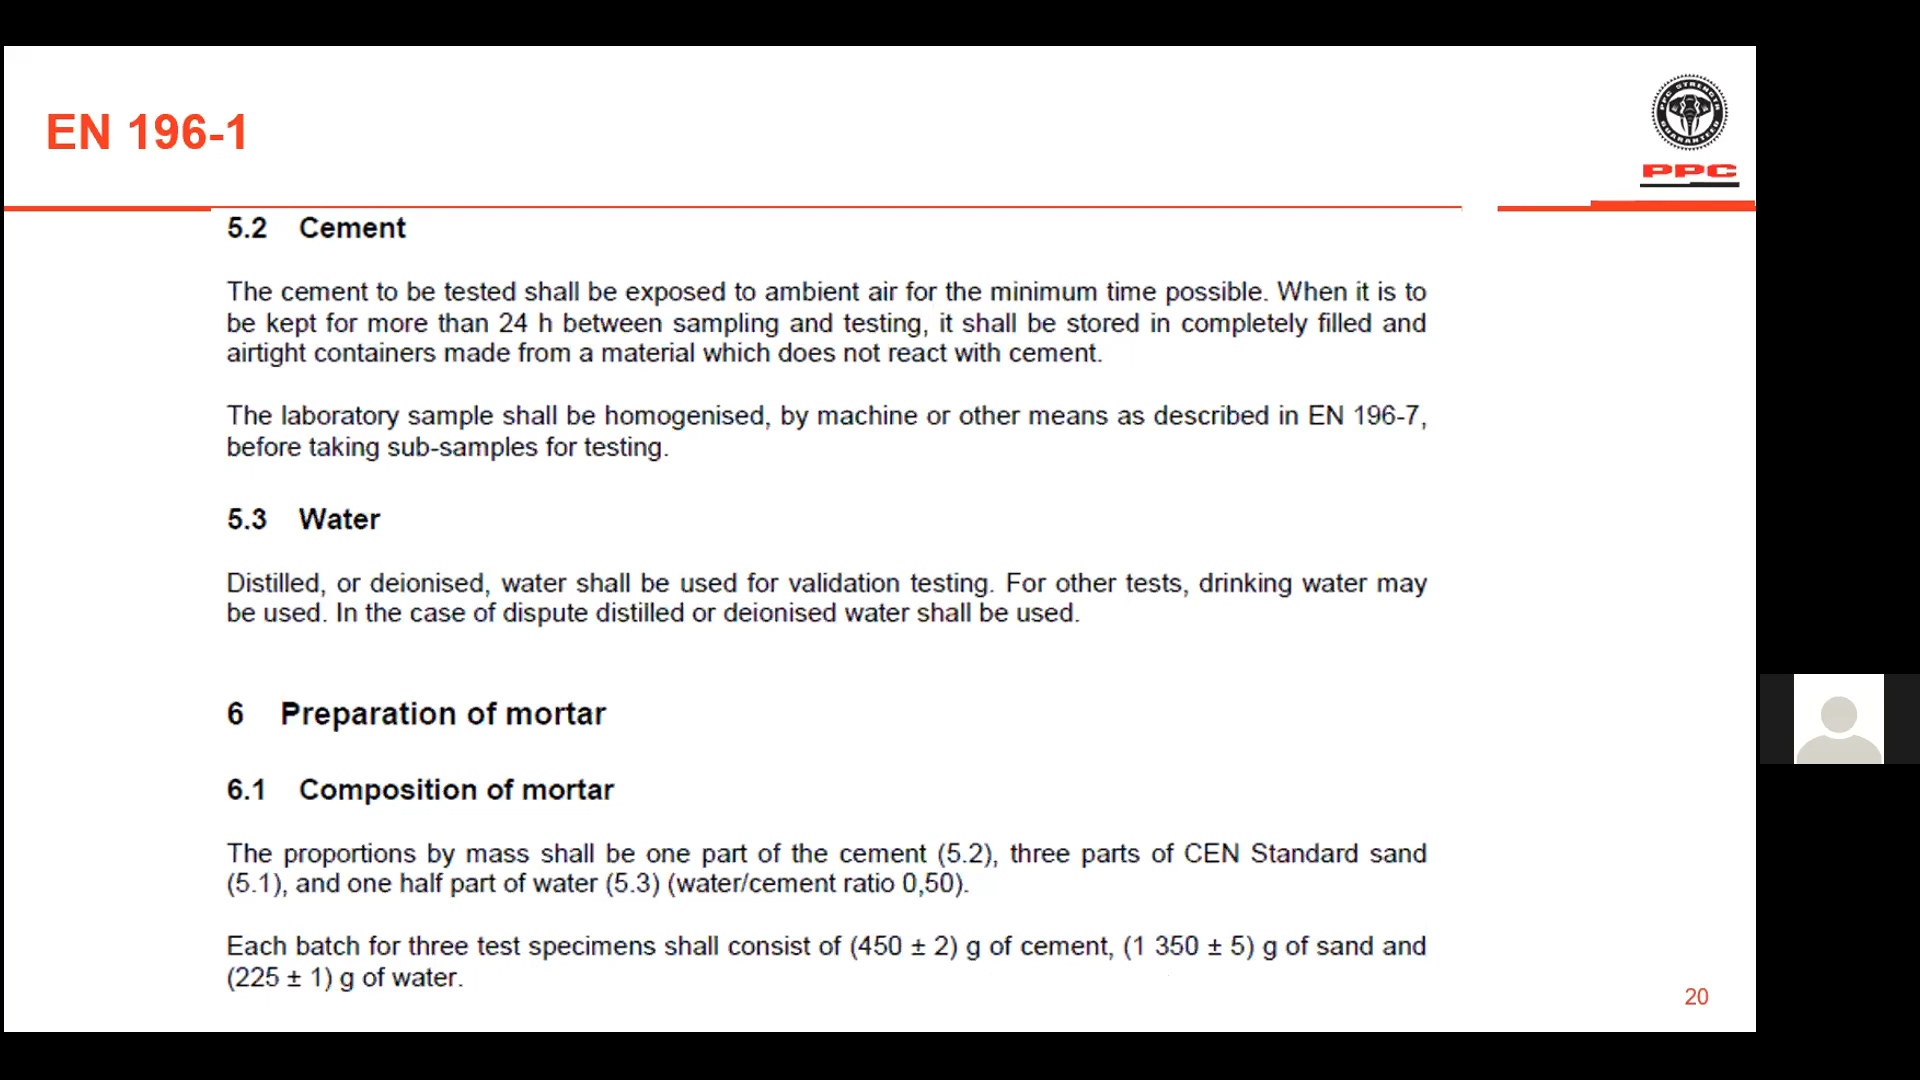 EN 196-1
PPC STRENGTH
GUARANTEED
PPC
5.2 Cement
The cement to be tested shall be exposed to ambient air for the minimum time possible. When it is to
be kept for more than 24 h between sampling and testing, it shall be stored in completely filled and
airtight containers made from a material which does not react with cement.
The laboratory sample shall be homogenised, by machine or other means as described in EN 196-7,
before taking sub-samples for testing.
5.3 Water
Distilled, or deionised, water shall be used for validation testing. For other tests, drinking water may
be used. In the case of dispute distilled or deionised water shall be used.
6 Preparation of mortar
6.1 Composition of mortar
The proportions by mass shall be one part of the cement (5.2), three parts of CEN Standard sand
(5.1), and one half part of water (5.3) (water/cement ratio 0,50).
Each batch for three test specimens shall consist of (450 ± 2) g of cement, (1 350 ± 5) g of sand and
(225 ± 1) g of water.
20